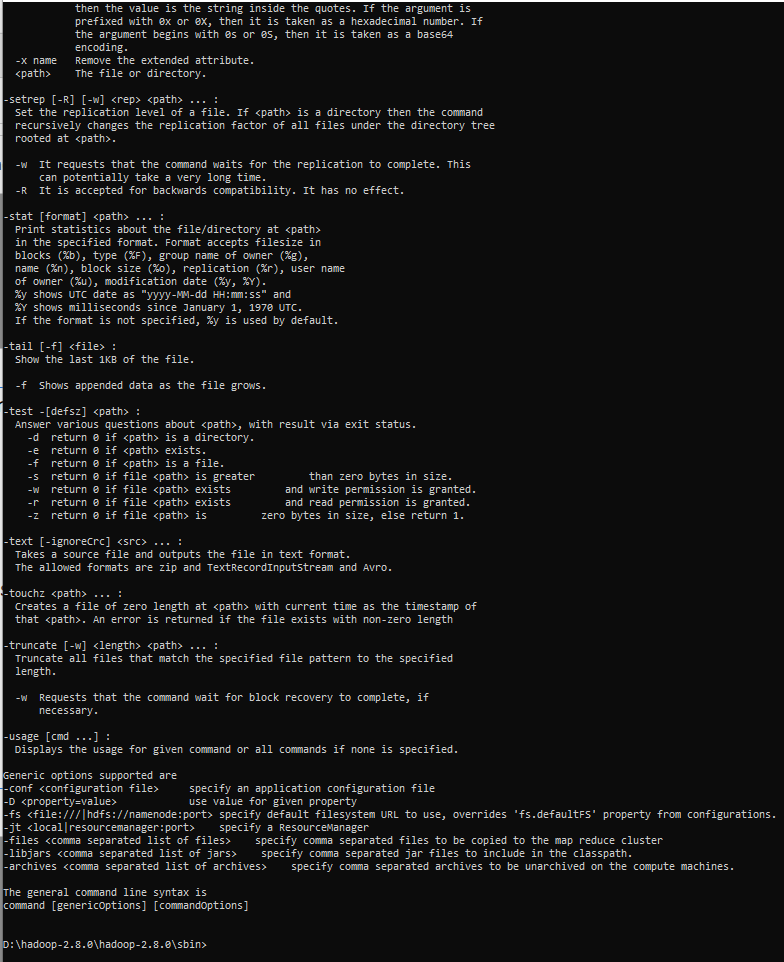 then the value is the string inside the quotes. If the argument is
prefixed with 0x or 0X, then it is taken as a hexadecimal number. If
the argument begins with 0s or 0S, then it is taken as a base64
encoding.
-x name   Remove the extended attribute.
<path>    The file or directory.

-setrep [-R] [-w] <rep> <path> ... :
  Set the replication level of a file. If <path> is a directory then the command
  recursively changes the replication factor of all files under the directory tree
  rooted at <path>.

  -w  It requests that the command waits for the replication to complete. This
      can potentially take a very long time.
  -R  It is accepted for backwards compatibility. It has no effect.

-stat [format] <path> ... :
  Print statistics about the file/directory at <path>
  in the specified format. Format accepts filesize in
  blocks (%b), type (%F), group name of owner (%g),
  name (%n), block size (%o), replication (%r), user name
  of owner (%u), modification date (%y, %Y).
  %y shows UTC date as "yyyy-MM-dd HH:mm:ss" and
  %Y shows milliseconds since January 1, 1970 UTC.
  If the format is not specified, %y is used by default.

-tail [-f] <file> :
  Show the last 1KB of the file.

  -f  Shows appended data as the file grows.

-test -[defsz] <path> :
  Answer various questions about <path>, with result via exit status.
    -d  return 0 if <path> is a directory.
    -e  return 0 if <path> exists.
    -f  return 0 if <path> is a file.
    -s  return 0 if file <path> is greater         than zero bytes in size.
    -w  return 0 if file <path> exists         and write permission is granted.
    -r  return 0 if file <path> exists         and read permission is granted.
    -z  return 0 if file <path> is         zero bytes in size, else return 1.

-text [-ignoreCrc] <src> ... :
  Takes a source file and outputs the file in text format.
  The allowed formats are zip and TextRecordInputStream and Avro.

-touchz <path> ... :
  Creates a file of zero length at <path> with current time as the timestamp of
  that <path>. An error is returned if the file exists with non-zero length

-truncate [-w] <length> <path> ... :
  Truncate all files that match the specified file pattern to the specified
  length.

  -w  Requests that the command wait for block recovery to complete, if
      necessary.

-usage [cmd ...] :
  Displays the usage for given command or all commands if none is specified.

Generic options supported are
-conf <configuration file>     specify an application configuration file
-D <property=value>            use value for given property
-fs <file:///|hdfs://namenode:port> specify default filesystem URL to use, overrides 'fs.defaultFS' property from configurations.
-jt <local|resourcemanager:port>    specify a ResourceManager
-files <comma separated list of files>    specify comma separated files to be copied to the map reduce cluster
-libjars <comma separated list of jars>    specify comma separated jar files to include in the classpath.
-archives <comma separated list of archives>    specify comma separated archives to be unarchived on the compute machines.

The general command line syntax is
command [genericOptions] [commandOptions]

D:\hadoop-2.8.0\hadoop-2.8.0\sbin>